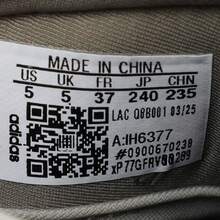 MADE IN CHINA
US UK FR JP CHN
5 5 37 240 235
LAC Q8B001 03/25
A:IH6377
#0900670238
adidas